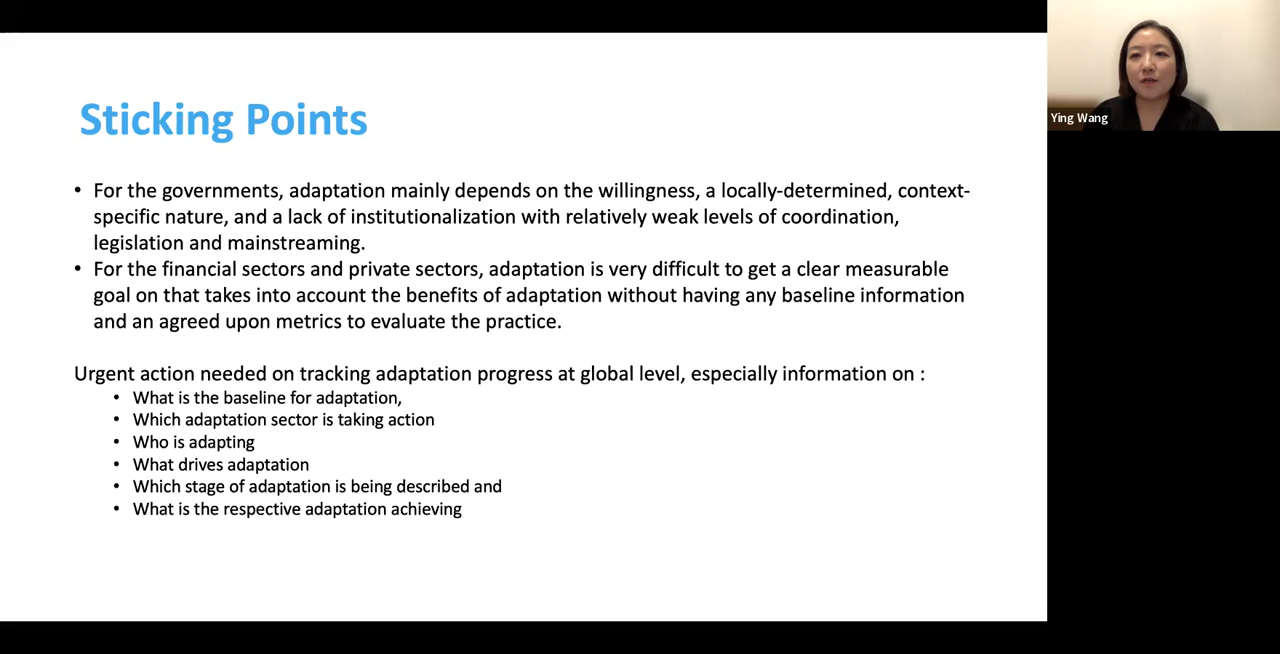 Sticking Points
• For the governments, adaptation mainly depends on the willingness, a locally-determined, context-
specific nature, and a lack of institutionalization with relatively weak levels of coordination,
legislation and mainstreaming.
• For the financial sectors and private sectors, adaptation is very difficult to get a clear measurable
goal on that takes into account the benefits of adaptation without having any baseline information
and an agreed upon metrics to evaluate the practice.
Urgent action needed on tracking adaptation progress at global level, especially information on :
• What is the baseline for adaptation,
• Which adaptation sector is taking action
• Who is adapting
• What drives adaptation
• Which stage of adaptation is being described and
• What is the respective adaptation achieving
Ying Wang